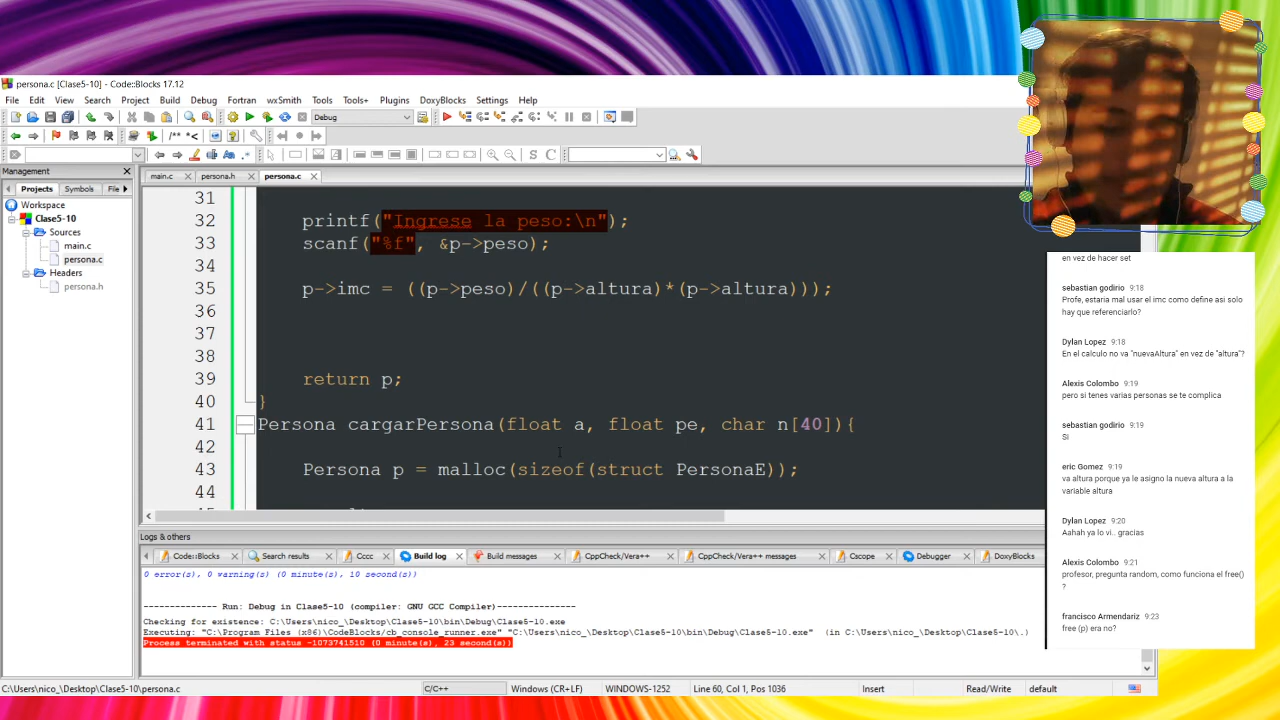 persona.c [Clase5-10] - Code::Blocks 17.12
File Edit View Search Project Build Debug Fortran wxSmith Tools Tools+ Plugins DoxyBlocks Settings Help
Debug
Management
Projects Symbols File
Workspace
Clase5-10
Sources
main.c
persona.c
Headers
persona.h
main.c persona.h persona.c
31
32 printf("Ingrese la peso:\n");
33 scanf("%f", &p->peso);
34
35 p->imc = ((p->peso)/((p->altura)*(p->altura)));
36
37
38
39 return p;
40 }
41 Persona cargarPersona(float a, float pe, char n[40]){
42
43 Persona p = malloc(sizeof(struct PersonaE));
44
Logs & others
Code::Blocks Search results Cccc Build log Build messages CppCheck/Vera++ CppCheck/Vera++ messages Cscope Debugger DoxyBlocks
0 error(s), 0 warning(s) (0 minute(s), 10 second(s))
-------------- Run: Debug in Clase5-10 (compiler: GNU GCC Compiler)---------------
Checking for existence: C:\Users\nico_\Desktop\Clase5-10\bin\Debug\Clase5-10.exe
Executing: "C:\Program Files (x86)\CodeBlocks/cb_console_runner.exe" "C:\Users\nico_\Desktop\Clase5-10\bin\Debug\Clase5-10.exe" (in C:\Users\nico_\Desktop\Clase5-10\.)
Process terminated with status -1073741510 (0 minute(s), 23 second(s))
C:\Users\nico_\Desktop\Clase5-10\persona.c C/C++ Windows (CR+LF) WINDOWS-1252 Line 60, Col 1, Pos 1036 Insert Read/Write default
en vez de hacer set
sebastian godirio 9:18
Profe, estaria mal usar el imc como define asi solo
hay que referenciarlo?
Dylan Lopez 9:18
En el calculo no va "nuevaAltura" en vez de "altura"?
Alexis Colombo 9:19
pero si tenes varias personas se te complica
sebastian godirio 9:19
Si
eric Gomez 9:19
va altura porque ya le asigno la nueva altura a la
variable altura
Dylan Lopez 9:20
Aahah ya lo vi.. gracias
Alexis Colombo 9:21
profesor, pregunta random, como funciona el free()
?
francisco Armendariz 9:23
free (p) era no?